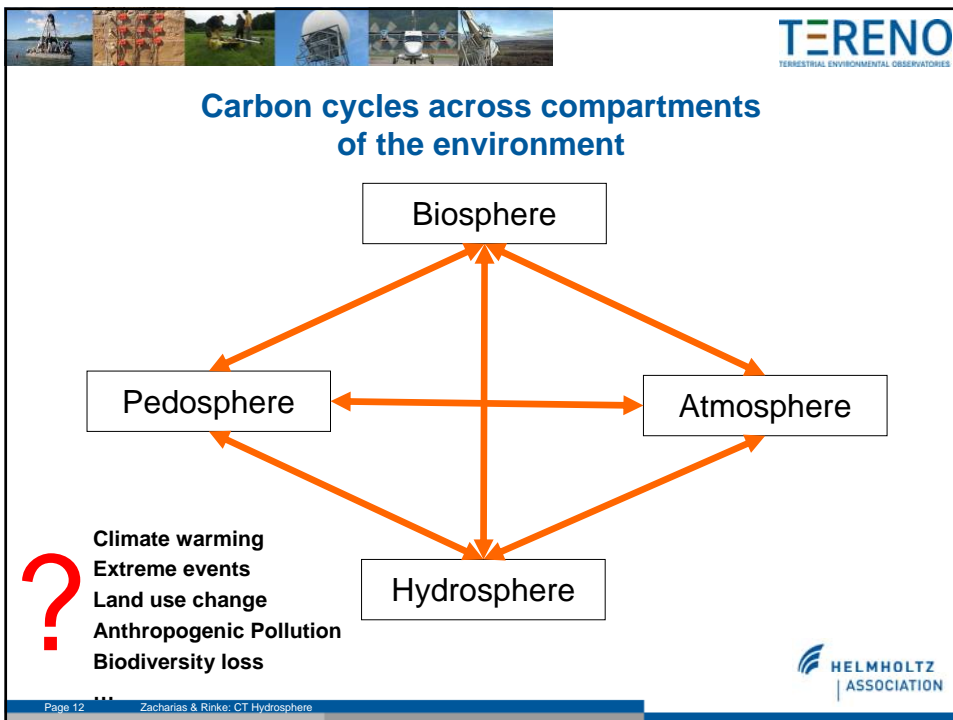 TERENO
TERRESTRIAL ENVIRONMENTAL OBSERVATORIES
Carbon cycles across compartments
of the environment
Biosphere
Pedosphere
Atmosphere
Hydrosphere
?
Climate warming
Extreme events
Land use change
Anthropogenic Pollution
Biodiversity loss
...
HELMHOLTZ
ASSOCIATION
Page 12 Zacharias & Rinke: CT Hydrosphere